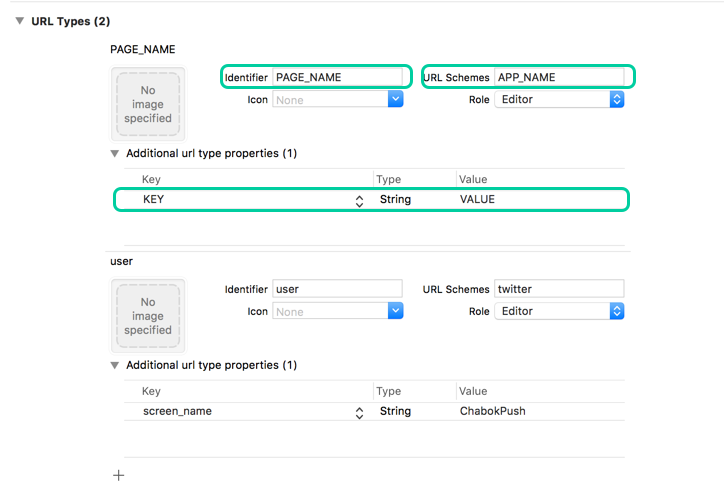 URL Types (2)
PAGE_NAME
No image specified
Identifier PAGE_NAME URL Schemes APP_NAME
Icon None Role Editor
Additional url type properties (1)
Key Type Value
KEY String VALUE
user
No image specified
Identifier user URL Schemes twitter
Icon None Role Editor
Additional url type properties (1)
Key Type Value
screen_name String ChabokPush